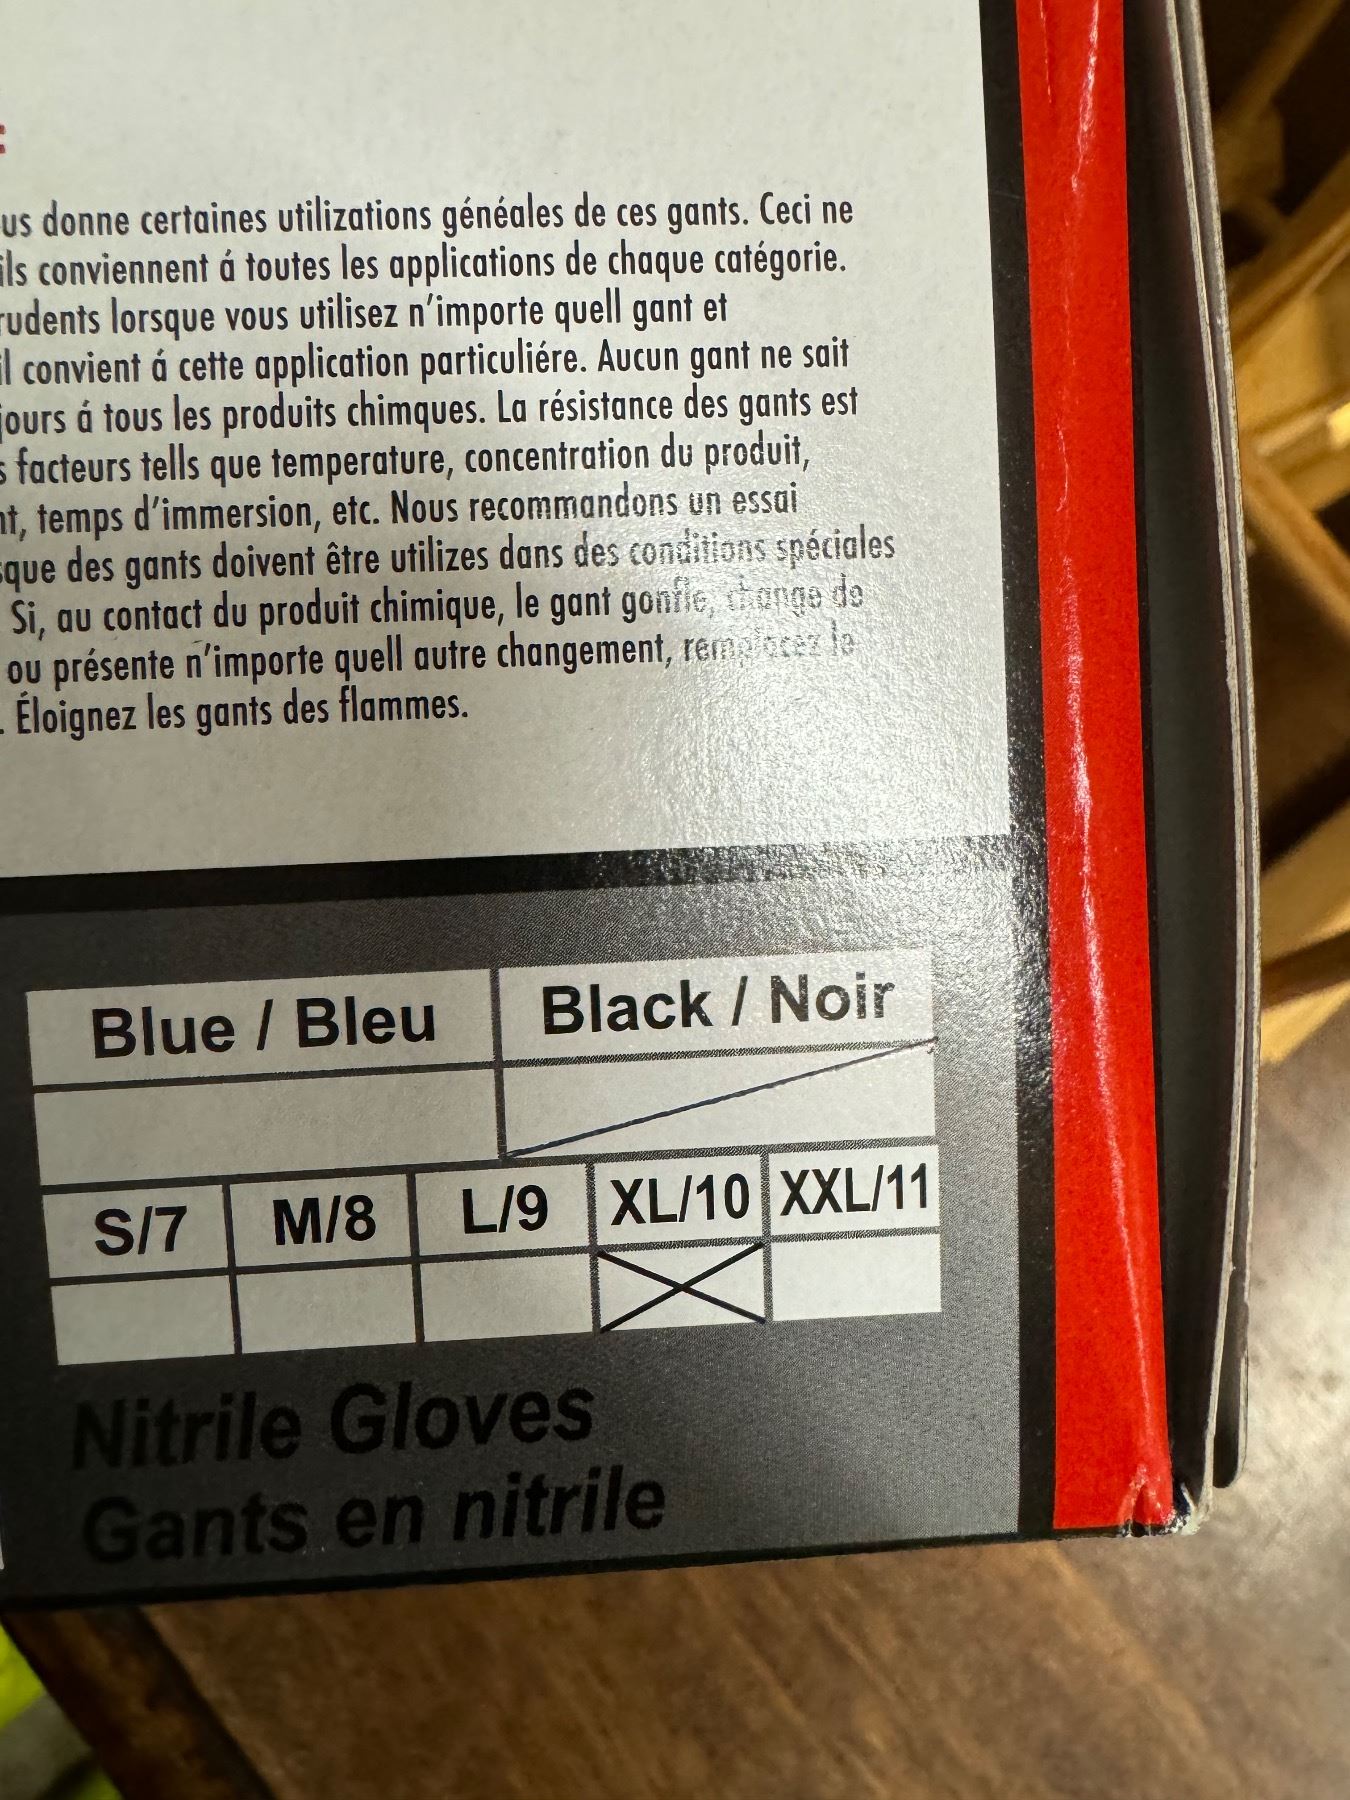 us donne certaines utilizations généales de ces gants. Ceci ne
ils conviennent á toutes les applications de chaque catégorie.
rudents lorsque vous utilisez n'importe quell gant et
il convient á cette application particuliére. Aucun gant ne sait
jours á tous les produits chimques. La résistance des gants est
s facteurs tells que temperature, concentration du produit,
nt, temps d'immersion, etc. Nous recommandons un essai
sque des gants doivent être utilizes dans des conditions spéciales
Si, au contact du produit chimique, le gant gonfle, change de
ou présente n'importe quell autre changement, remplacez le
. Éloignez les gants des flammes.
Blue / Bleu Black / Noir
S/7 M/8 L/9 XL/10 XXL/11
Nitrile Gloves
Gants en nitrile